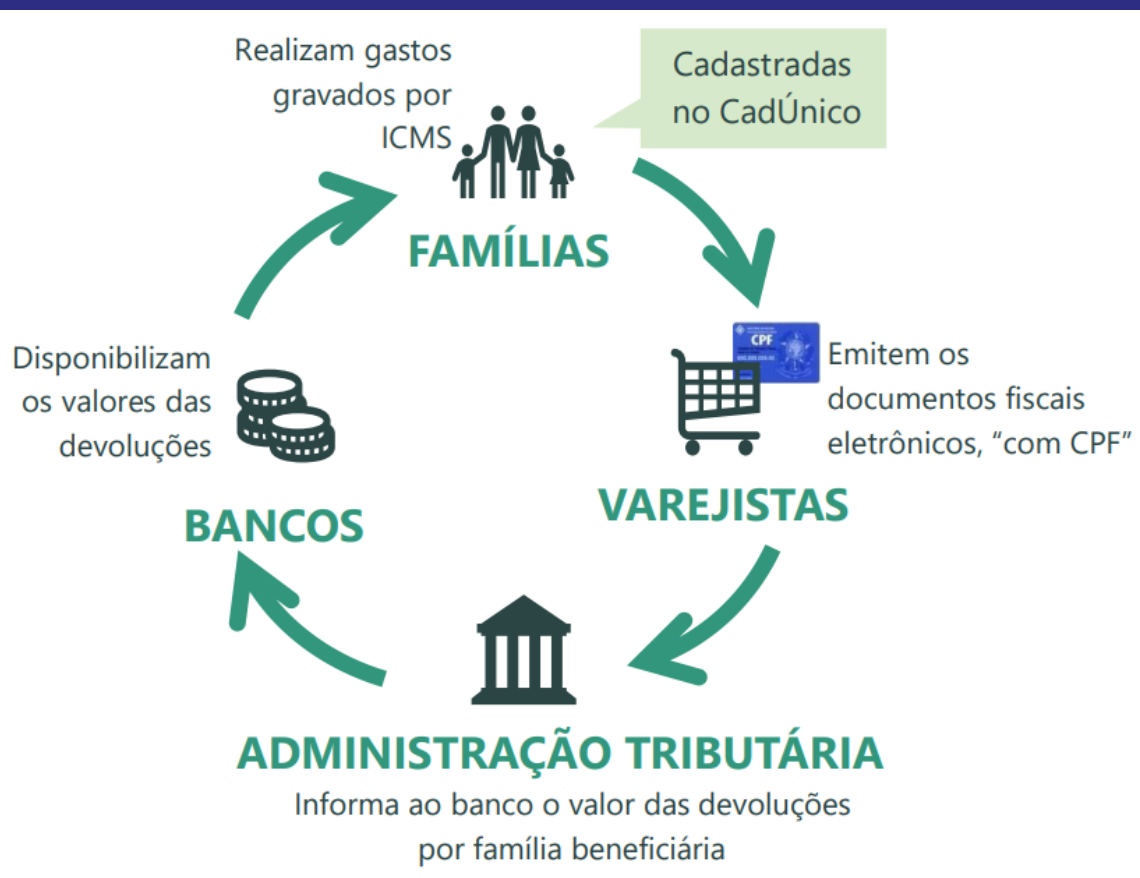 Realizam gastos
gravados por
ICMS
Cadastradas
no CadÚnico
FAMÍLIAS
CPF
Emitem os
documentos fiscais
eletrônicos, “com CPF”
VAREJISTAS
Disponibilizam
os valores das
devoluções
BANCOS
ADMINISTRAÇÃO TRIBUTÁRIA
Informa ao banco o valor das devoluções
por família beneficiária